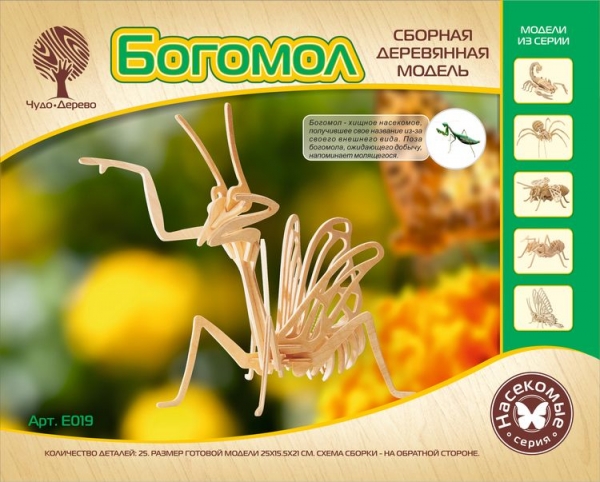 Чудо-Дерево
Богомол
СБОРНАЯ
ДЕРЕВЯННАЯ
МОДЕЛЬ
МОДЕЛИ
ИЗ СЕРИИ
Богомол - хищное насекомое,
получившее свое название из-за
своего внешнего вида. Поза
богомола, ожидающего добычу,
напоминает молящегося.
Арт. E019
Насекомые
серия
КОЛИЧЕСТВО ДЕТАЛЕЙ: 25. РАЗМЕР ГОТОВОЙ МОДЕЛИ 25X15.5X21 СМ. СХЕМА СБОРКИ - НА ОБРАТНОЙ СТОРОНЕ.